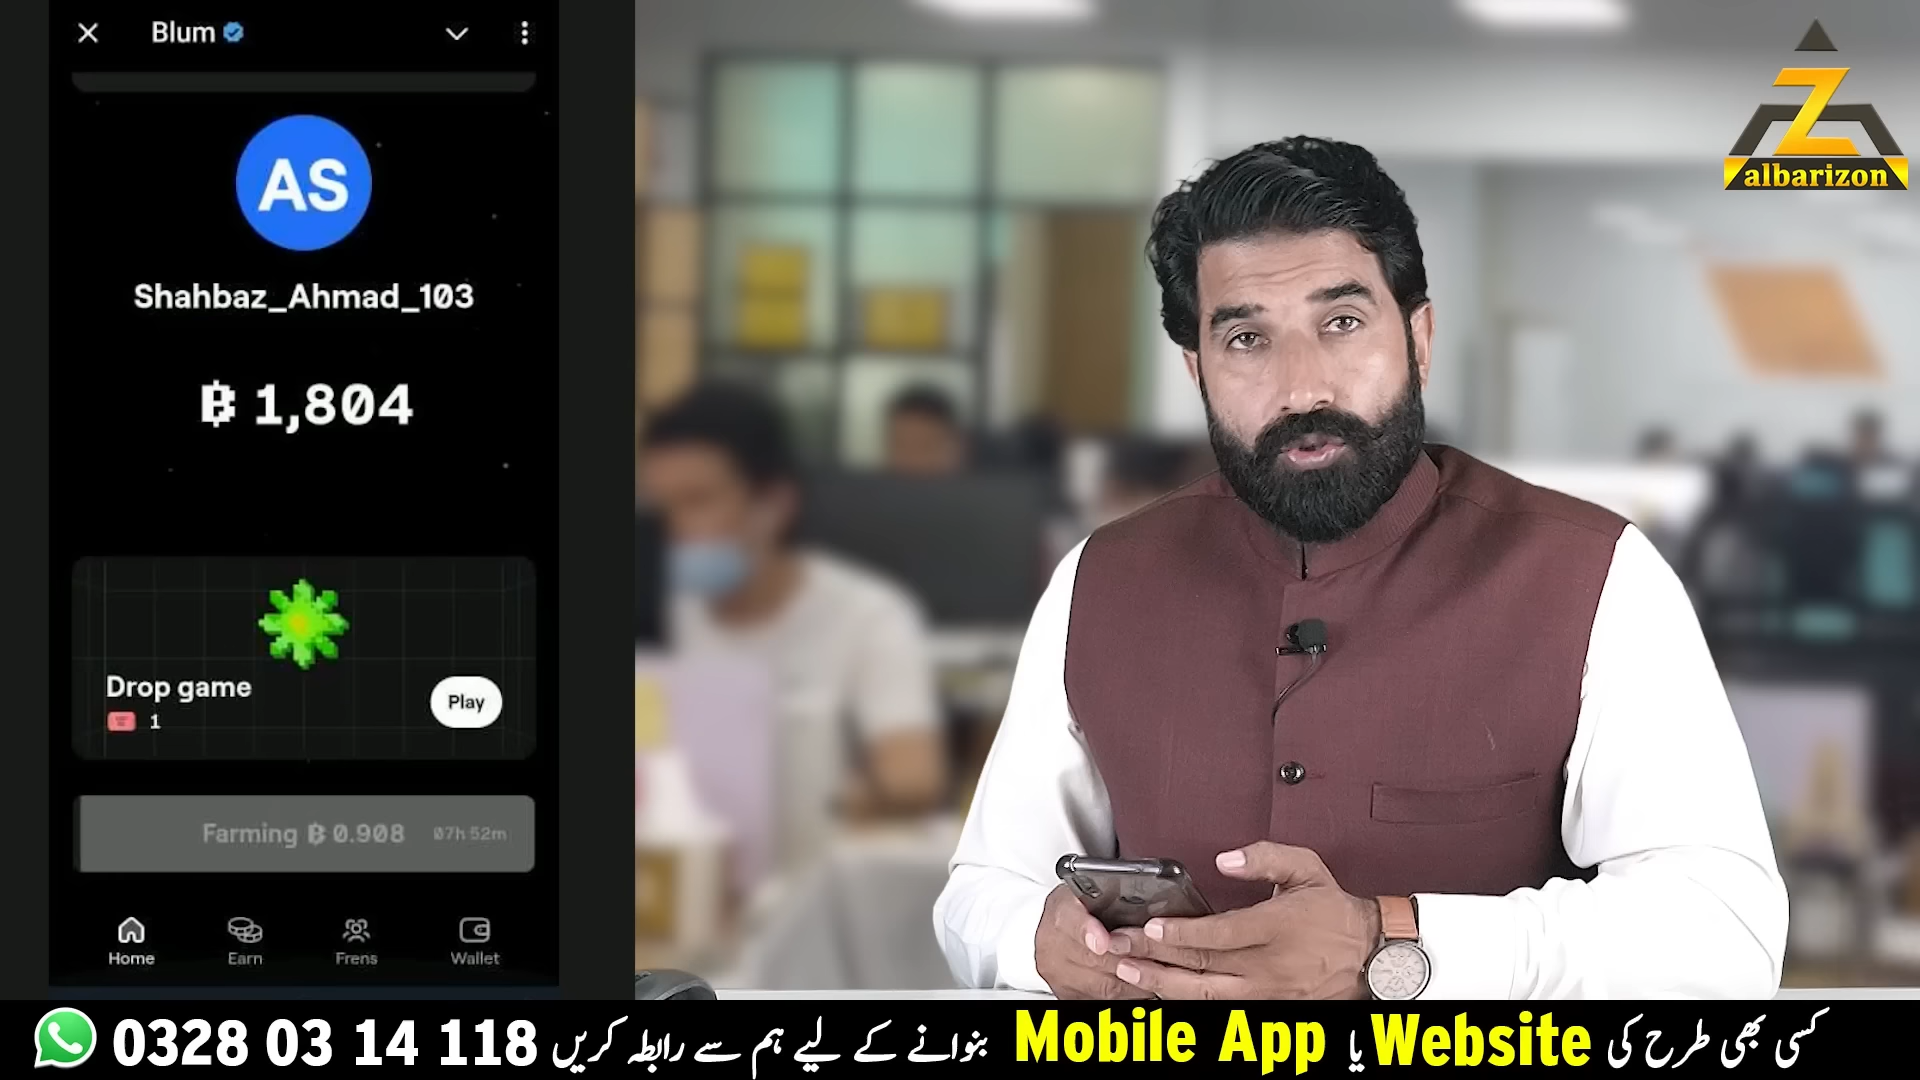 Blum
AS
Shahbaz_Ahmad_103
1,804
Drop game
1
Play
Farming 0.908 07h 52m
Home Earn Frens Wallet
Z
albarizon
کسی بھی طرح کی Website یا Mobile App بنوانے کے لیے ہم سے رابطہ کریں 0328 03 14 118